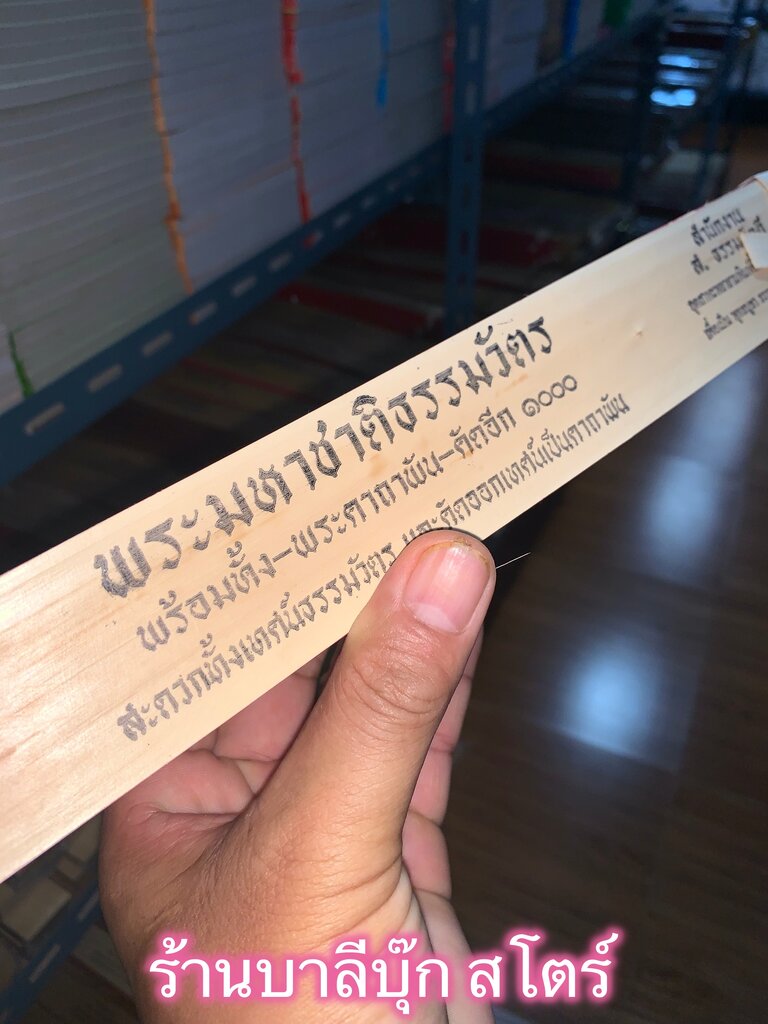 พระมหาชาติธรรมวัตร
พร้อมทั้ง-พระคาถาพัน-คัดอีก ๑๐๐๐
สะดวกทั้งเทศน์ธรรมวัตร และคัดออกเทศน์เป็นคาถาพัน
สำนักงาน
ส.
ร้านบาลีบุ๊ก สโตร์